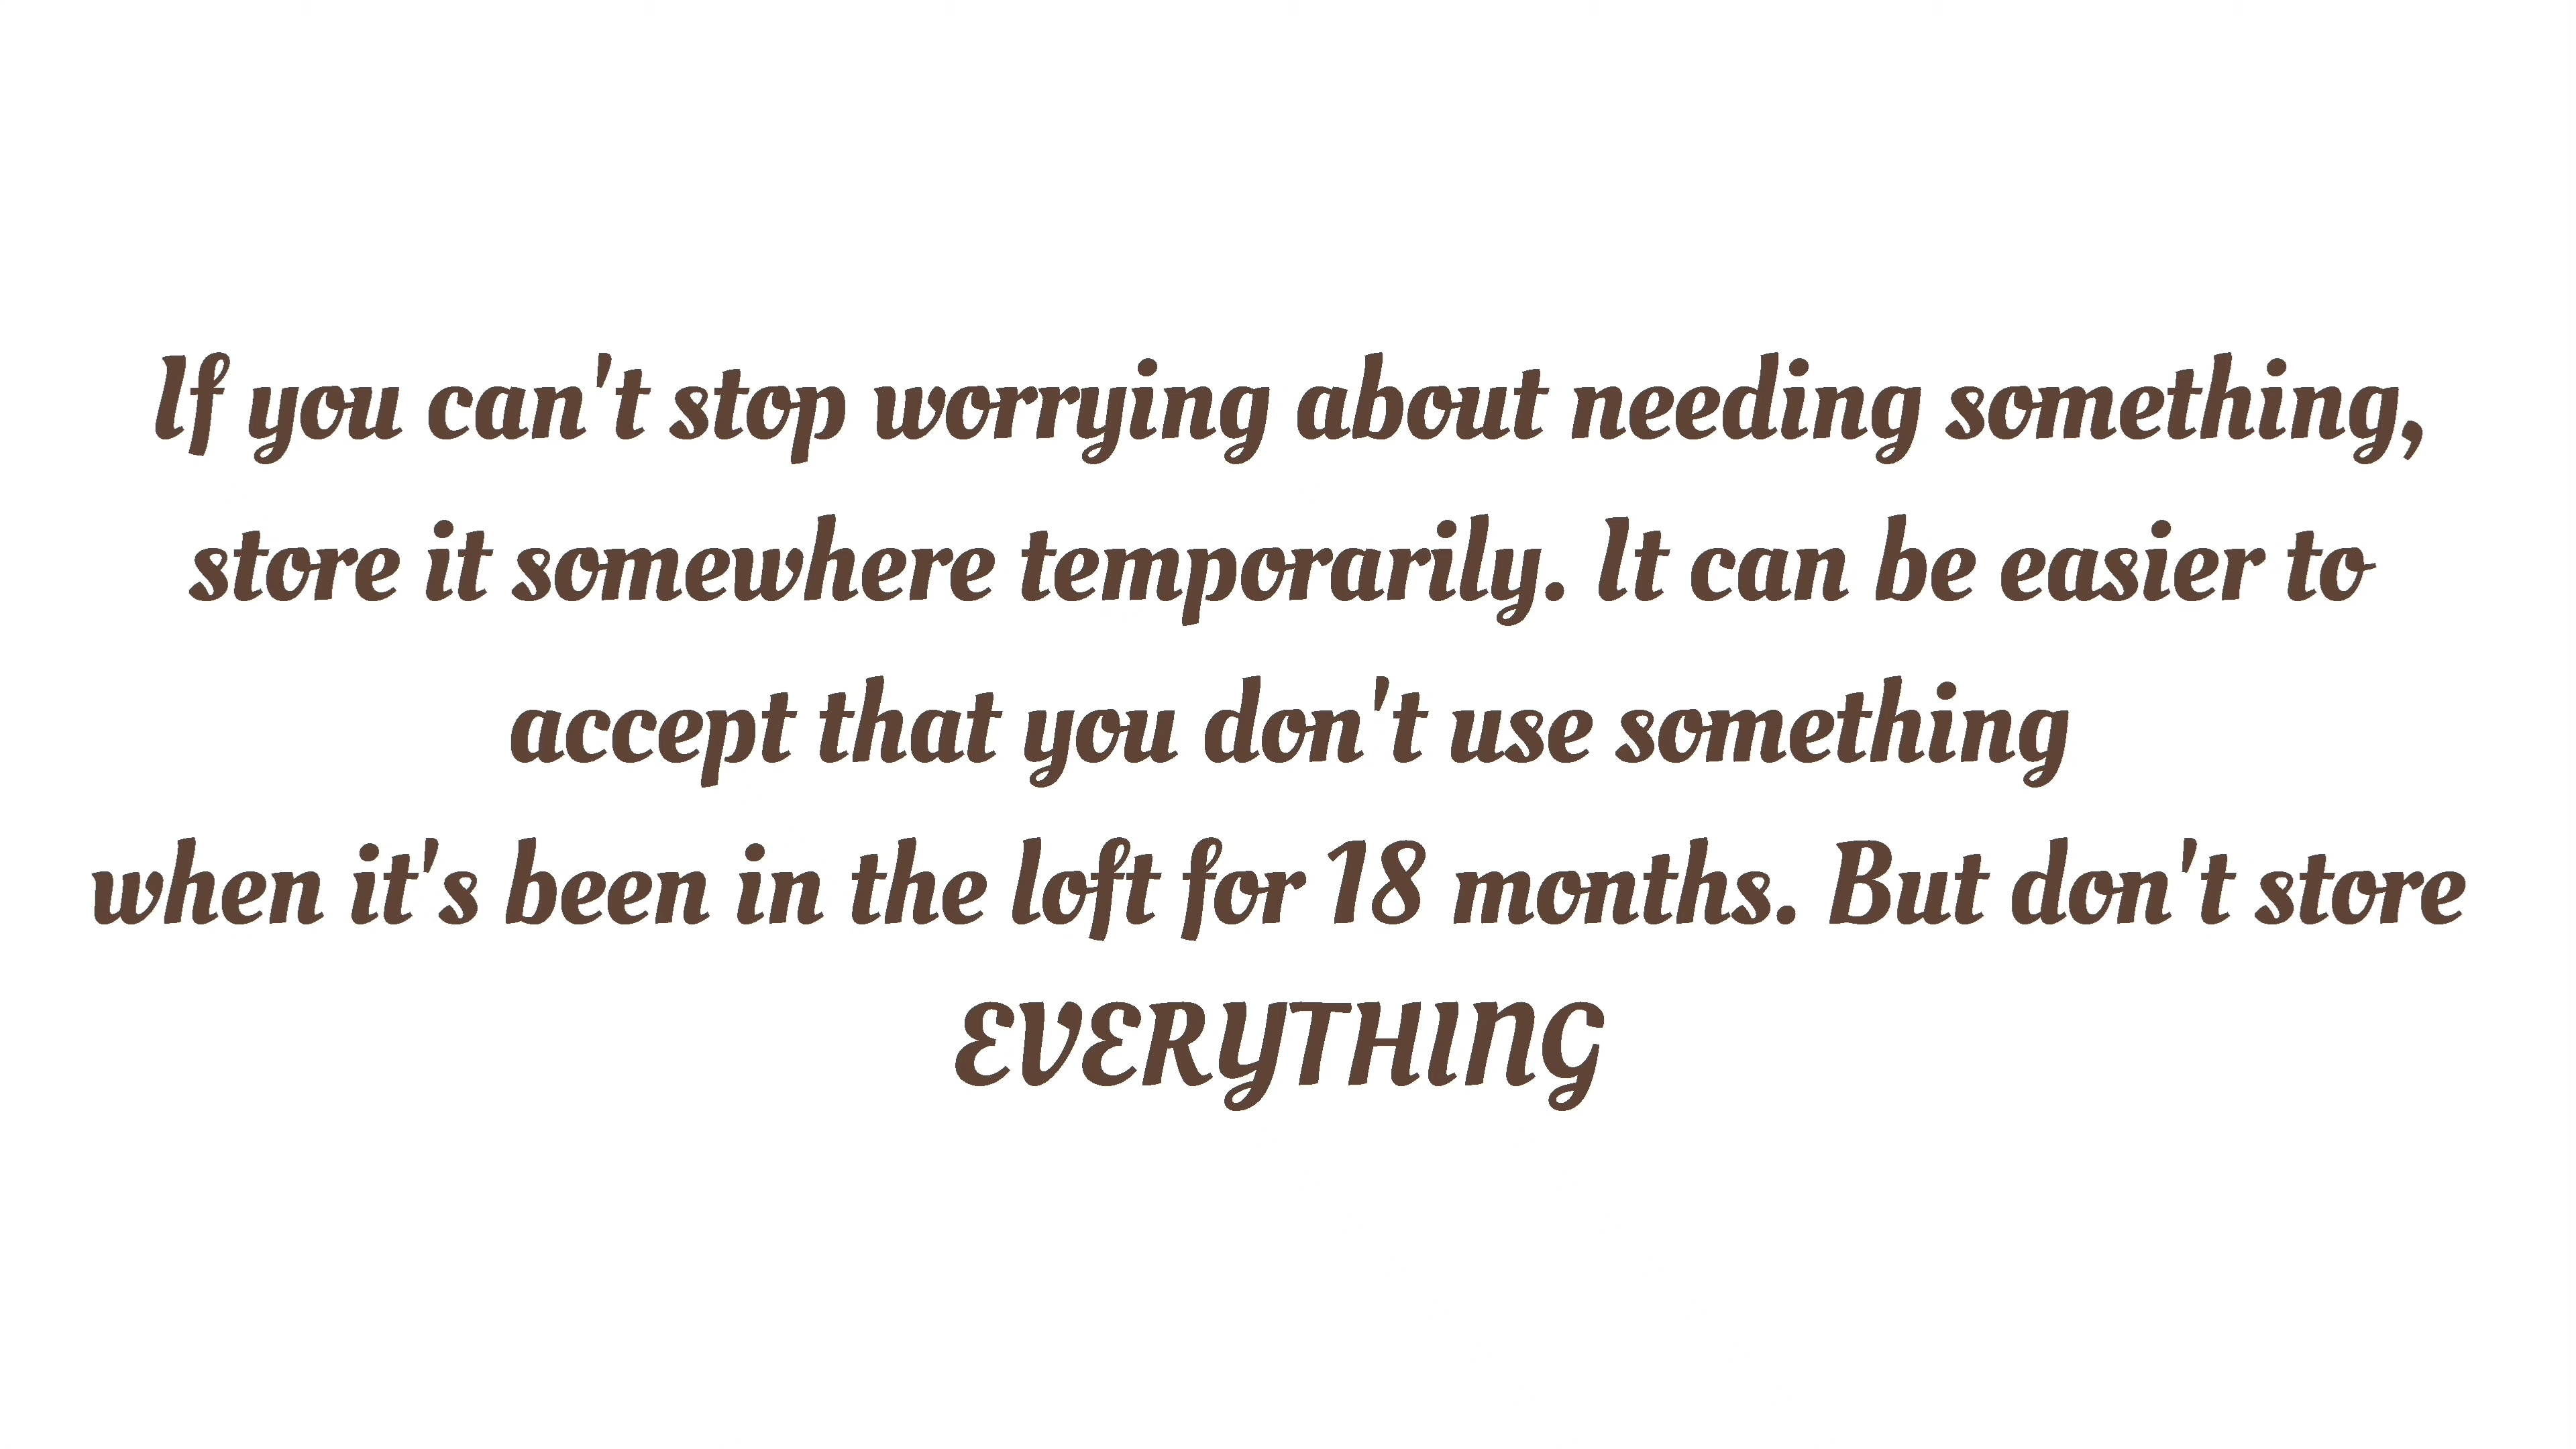 If you can't stop worrying about needing something,
store it somewhere temporarily. It can be easier to
accept that you don't use something
when it's been in the loft for 18 months. But don't store
EVERYTHING